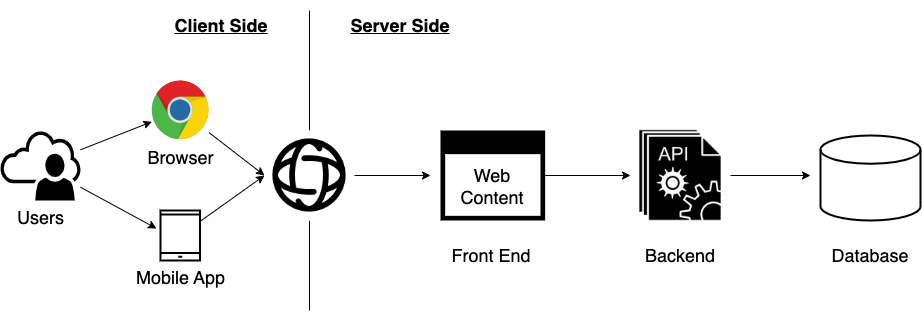 Client Side
Server Side
Browser
Users
Mobile App
Web
Content
Front End
API
Backend
Database